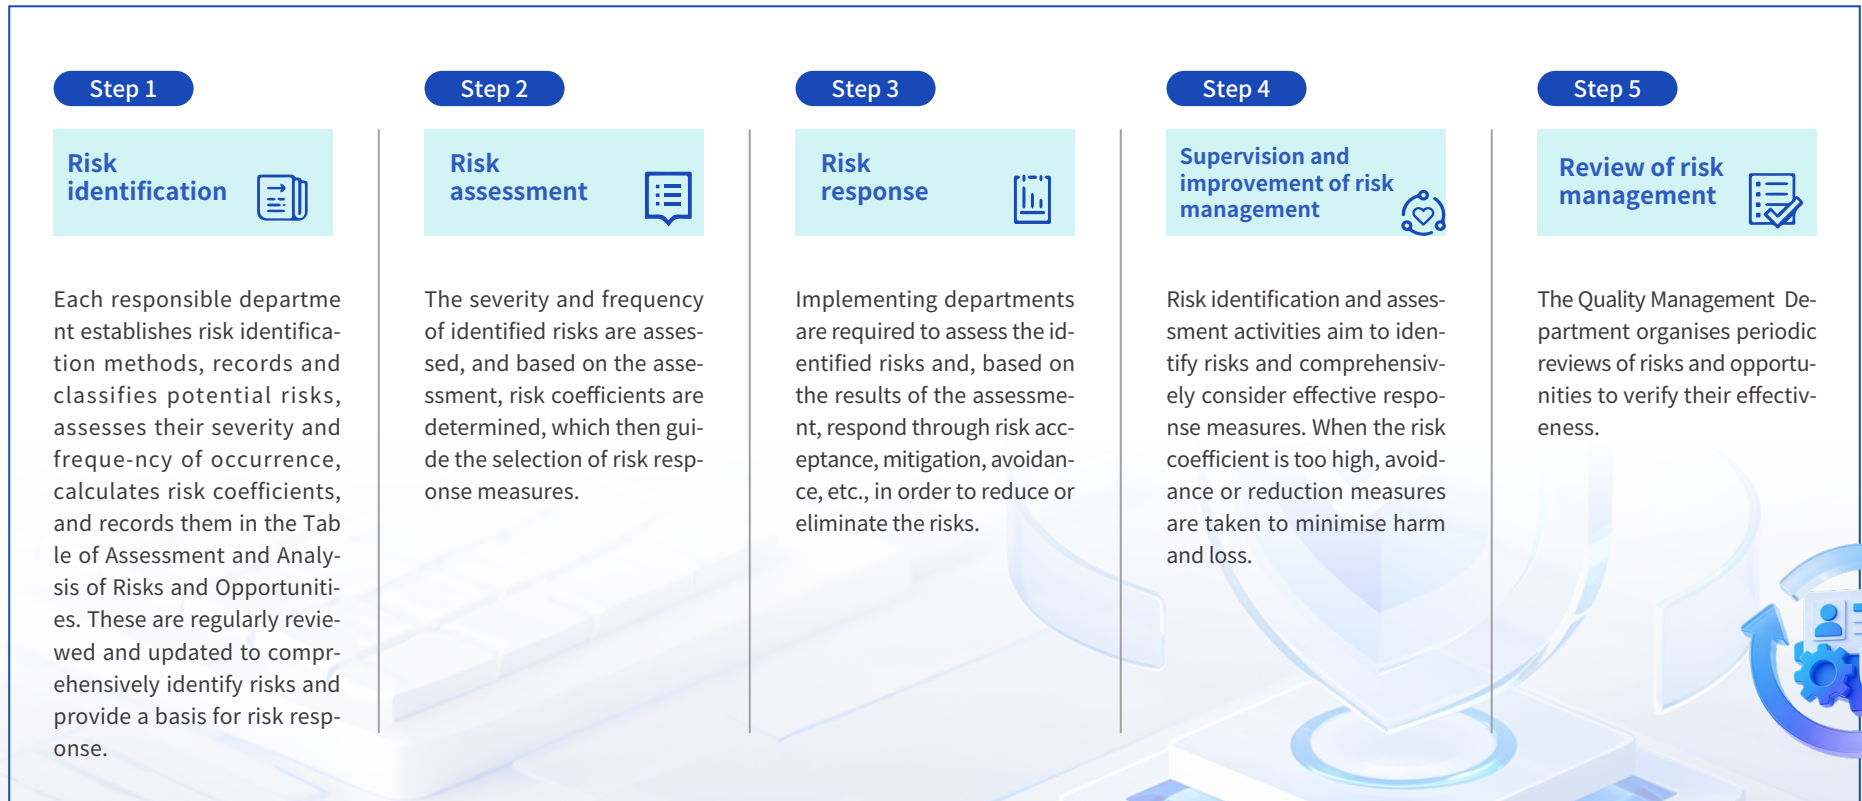 Step 1
Risk
identification
Each responsible departme
nt establishes risk identifica-
tion methods, records and
classifies potential risks,
assesses their severity and
freque-ncy of occurrence,
calculates risk coefficients,
and records them in the Tab
le of Assessment and Analy-
sis of Risks and Opportuniti-
es. These are regularly revie-
wed and updated to compr-
ehensively identify risks and
provide a basis for risk resp-
onse.
Step 2
Risk
assessment
The severity and frequency
of identified risks are asses-
sed, and based on the asse-
ssment, risk coefficients are
determined, which then gui-
de the selection of risk resp-
onse measures.
Step 3
Risk
response
Implementing departments
are required to assess the id-
entified risks and, based on
the results of the assessme-
nt, respond through risk acc-
eptance, mitigation, avoidan-
ce, etc., in order to reduce or
eliminate the risks.
Step 4
Supervision and
improvement of risk
management
Risk identification and asses-
sment activities aim to iden-
tify risks and comprehensiv-
ely consider effective respo-
nse measures. When the risk
coefficient is too high, avoid-
ance or reduction measures
are taken to minimise harm
and loss.
Step 5
Review of risk
management
The Quality Management De-
partment organises periodic
reviews of risks and opportu-
nities to verify their effectiv-
eness.